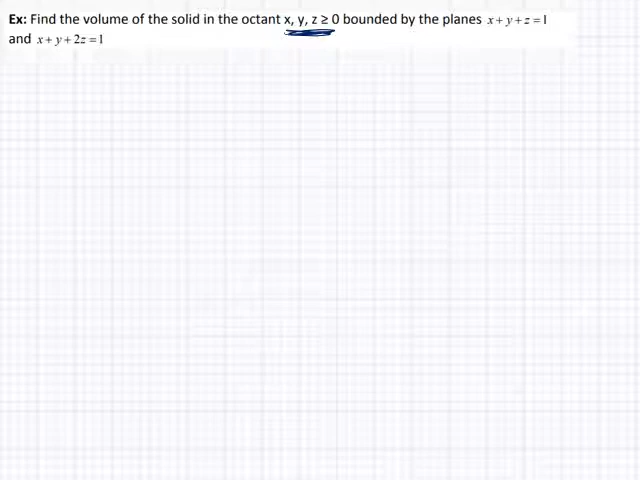 Ex: Find the volume of the solid in the octant x, y, z ≥ 0 bounded by the planes x + y + z = 1
and x + y + 2z = 1